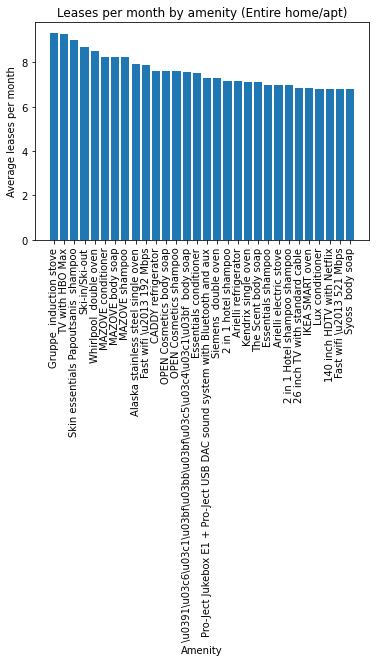 Leases per month by amenity (Entire home/apt)
Average leases per month
8
6
4
2
0
Gruppe induction stove
TV with HBO Max
Skin essentials Papoutsanis shampoo
Ski-in/Ski-out
Whirlpool double oven
MAZOVE conditioner
MAZOVE body soap
MAZOVE shampoo
Alaska stainless steel single oven
Fast wifi \u2013 192 Mbps
CADDY refrigerator
OPEN Cosmetics body soap
OPEN Cosmetics shampoo
\u0391\u03c6\u03c1\u03bf\u03bb\u03bf\u03c5\u03c4\u03c1\u03bf body soap
Essentials conditioner
Pro-Ject Jukebox E1 + Pro-Ject USB DAC sound system with Bluetooth and aux
Siemens double oven
2 in 1 hotel shampoo
Arielli refrigerator
Kendrix single oven
The Scent body soap
Essentials shampoo
Arielli electric stove
2 in 1 Hotel shampoo shampoo
26 inch TV with standard cable
IKEA SMART oven
Lux conditioner
140 inch HDTV with Netflix
Fast wifi \u2013 521 Mbps
Syoss body soap
Amenity